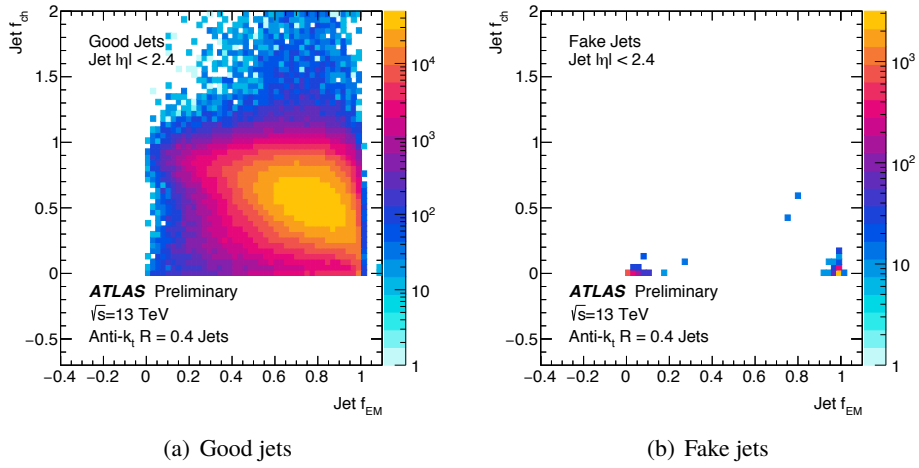 Jet f_ch
2
1.5
1
0.5
0
−0.5
Good Jets
Jet |η| < 2.4
ATLAS Preliminary
√s=13 TeV
Anti-k_t R = 0.4 Jets
−0.4 −0.2 0 0.2 0.4 0.6 0.8 1
Jet f_EM
10^4
10^3
10^2
10
1
(a) Good jets
Jet f_ch
2
1.5
1
0.5
0
−0.5
Fake Jets
Jet |η| < 2.4
ATLAS Preliminary
√s=13 TeV
Anti-k_t R = 0.4 Jets
−0.4 −0.2 0 0.2 0.4 0.6 0.8 1
Jet f_EM
10^3
10^2
10
1
(b) Fake jets